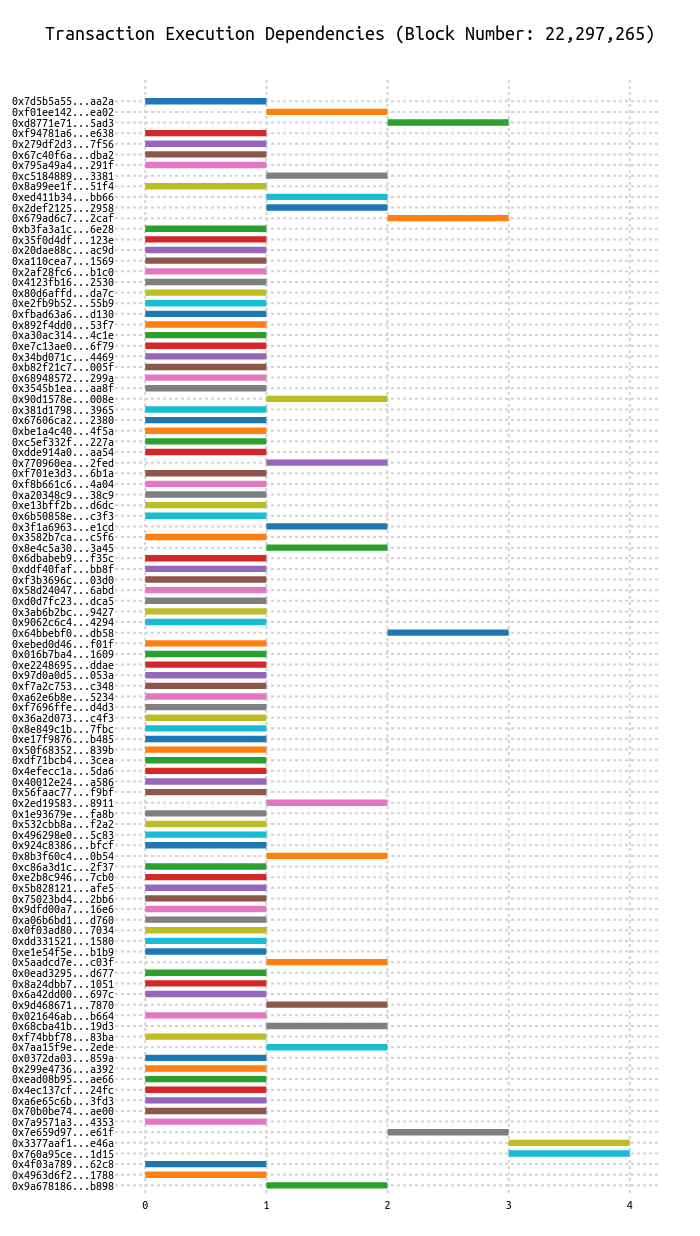 Transaction Execution Dependencies (Block Number: 22,297,265)
0x7d5b5a55...aa2a
0xf01ee142...ea02
0xd8771e71...5ad3
0xf94781a6...e638
0x279df2d3...7f56
0x67c40f6a...dba2
0x795a49a4...291f
0xc5184889...3381
0x8a99ee1f...51f4
0xed411b34...bb66
0x2def2125...2958
0x679ad6c7...2caf
0xb3fa3a1c...6e28
0x35f0d4df...123e
0x20dae88c...ac9d
0xa110cea7...1569
0x2af28fc6...b1c0
0x4123fb16...2530
0x80d6affd...da7c
0xe2fb9b52...55b9
0xfbad63a6...d130
0x892f4dd0...53f7
0xa30ac314...4c1e
0xe7c13ae0...6f79
0x34bd071c...4469
0xb82f21c7...005f
0x68948572...299a
0x3545b1ea...aa8f
0x90d1578e...008e
0x381d1798...3965
0x67606ca2...2380
0xbe1a4c40...4f5a
0xc5ef332f...227a
0xdde914a0...aa54
0x770960ea...2fed
0xf701e3d3...6b1a
0xf8b661c6...4a04
0xa20348c9...38c9
0xe13bff2b...d6dc
0x6b50858e...c3f3
0x3f1a6963...e1cd
0x3582b7ca...c5f6
0x8e4c5a30...3a45
0x6dbabeb9...f35c
0xddf40faf...bb8f
0xf3b3696c...03d0
0x58d24047...6abd
0xd0d7fc23...dca5
0x3ab6b2bc...9427
0x9062c6c4...4294
0x64bbebf0...db58
0xebed0d46...f01f
0x016b7ba4...1609
0xe2248695...ddae
0x97d0a0d5...053a
0xf7a2c753...c348
0xa62e6b8e...5234
0xf7696ffe...d4d3
0x36a2d073...c4f3
0x8e849c1b...7fbc
0xe17f9876...b485
0x50f68352...839b
0xdf71bcb4...3cea
0x4efecc1a...5da6
0x40012e24...a586
0x56faac77...f9bf
0x2ed19583...8911
0x1e93679e...fa8b
0x532cbb8a...f2a2
0x496298e0...5c83
0x924c8386...bfcf
0x8b3f60c4...0b54
0xc86a3d1c...2f37
0xe2b8c946...7cb0
0x5b828121...afe5
0x75023bd4...2bb6
0x9dfd00a7...16e6
0xa06b6bd1...d760
0x0f03ad80...7034
0xdd331521...1580
0xe1e54f5e...b1b9
0x5aadcd7e...c03f
0x0ead3295...d677
0x8a24dbb7...1051
0x6a42dd00...697c
0x9d468671...7870
0x021646ab...b664
0x68cba41b...19d3
0xf74bbf78...83ba
0x7aa15f9e...2ede
0x0372da03...859a
0x299e4736...a392
0xead08b95...ae66
0x4ec137cf...24fc
0xa6e65c6b...3fd3
0x70b0be74...ae00
0x7a9571a3...4353
0x7e659d97...e61f
0x3377aaf1...e46a
0x760a95ce...1d15
0x4f03a789...62c8
0x4963d6f2...1788
0x9a678186...b898
0 1 2 3 4